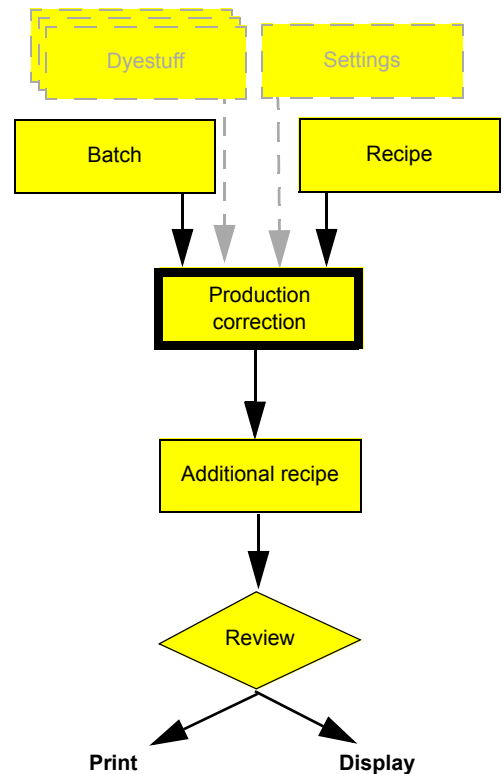 Dyestuff
Settings
Batch
Recipe
Production
correction
Additional recipe
Review
Print
Display